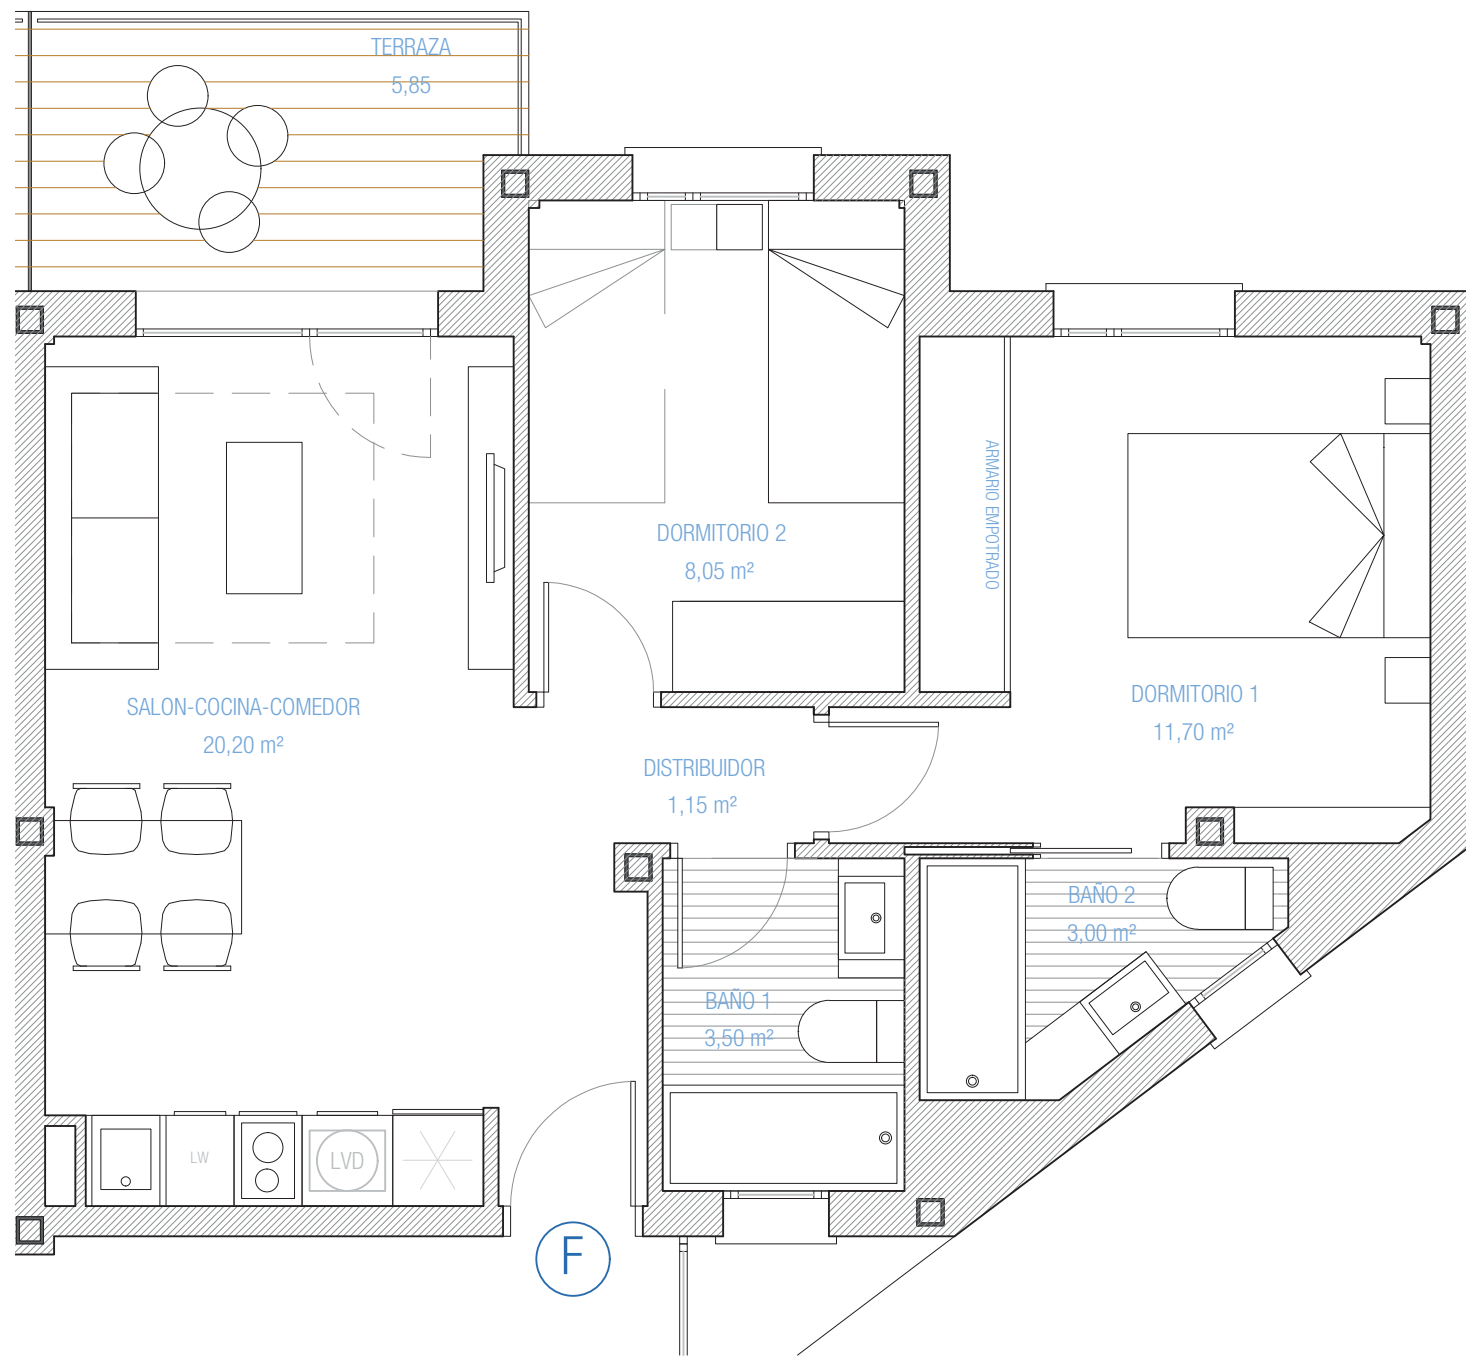 TERRAZA
5,85
DORMITORIO 2
8,05 m²
ARMARIO EMPOTRADO
SALON-COCINA-COMEDOR
20,20 m²
DORMITORIO 1
11,70 m²
DISTRIBUIDOR
1,15 m²
BAÑO 2
3,00 m²
BAÑO 1
3,50 m²
LW
LVD
F